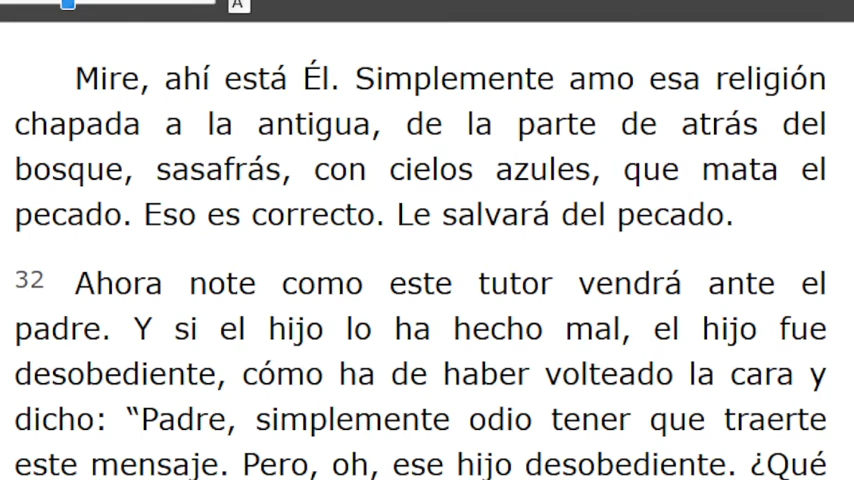 A
Mire, ahí está Él. Simplemente amo esa religión
chapada a la antigua, de la parte de atrás del
bosque, sasafrás, con cielos azules, que mata el
pecado. Eso es correcto. Le salvará del pecado.
32 Ahora note como este tutor vendrá ante el
padre. Y si el hijo lo ha hecho mal, el hijo fue
desobediente, cómo ha de haber volteado la cara y
dicho: “Padre, simplemente odio tener que traerte
este mensaje. Pero, oh, ese hijo desobediente. ¿Qué